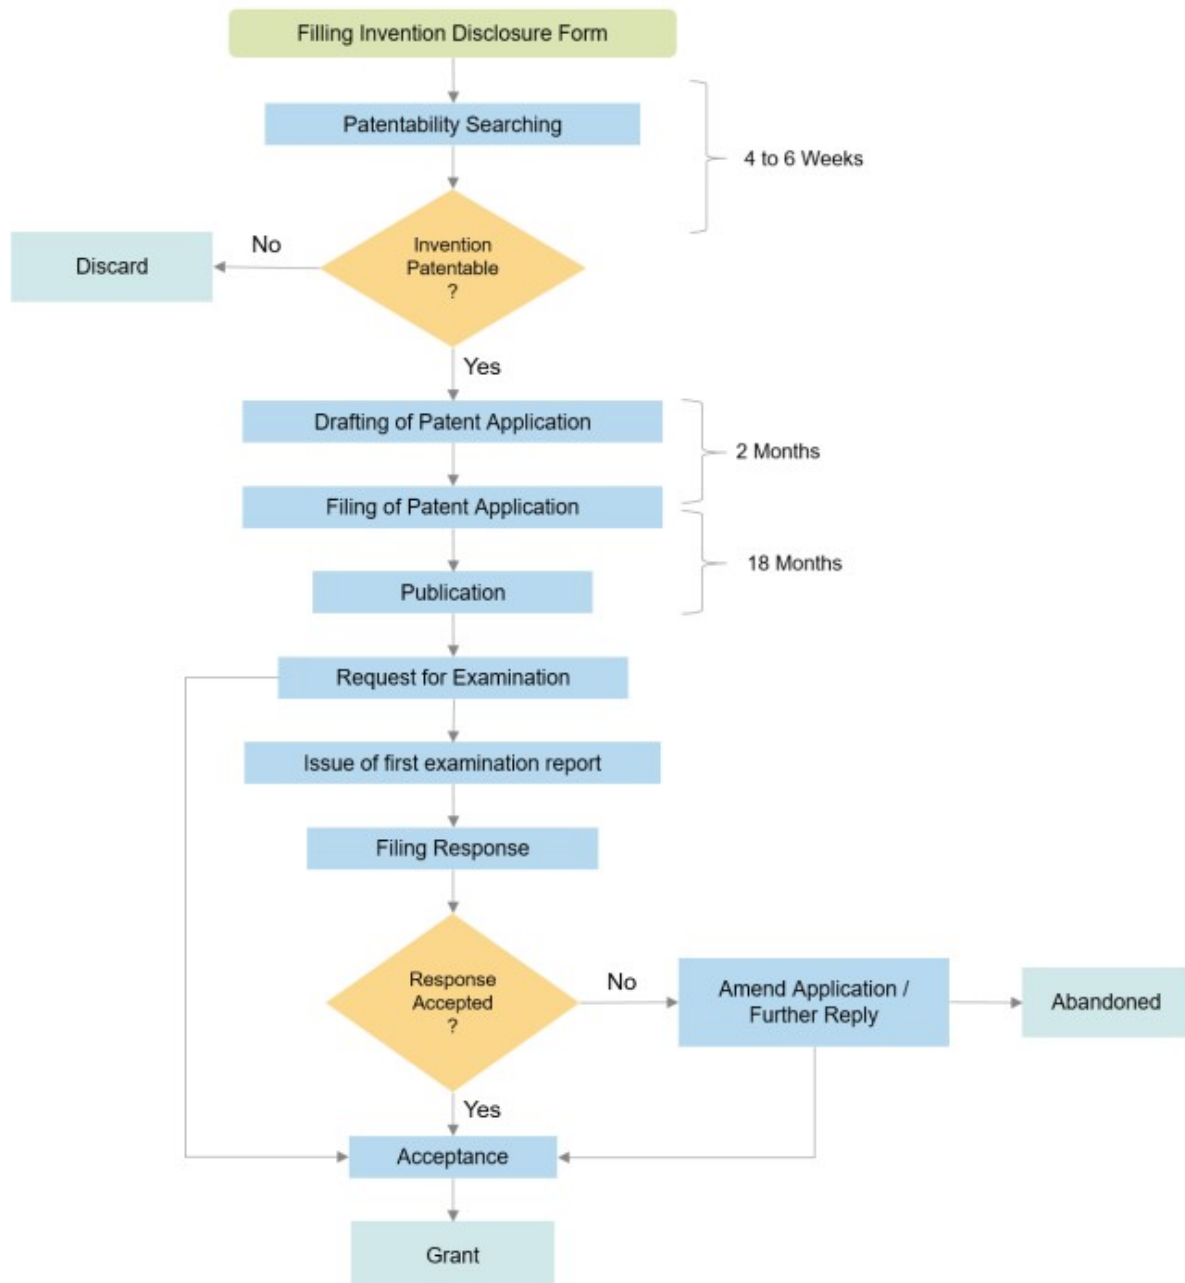 Filling Invention Disclosure Form
Patentability Searching
4 to 6 Weeks
Invention
Patentable
?
No
Discard
Yes
Drafting of Patent Application
2 Months
Filing of Patent Application
18 Months
Publication
Request for Examination
Issue of first examination report
Filing Response
Response
Accepted
?
No
Amend Application /
Further Reply
Abandoned
Yes
Acceptance
Grant